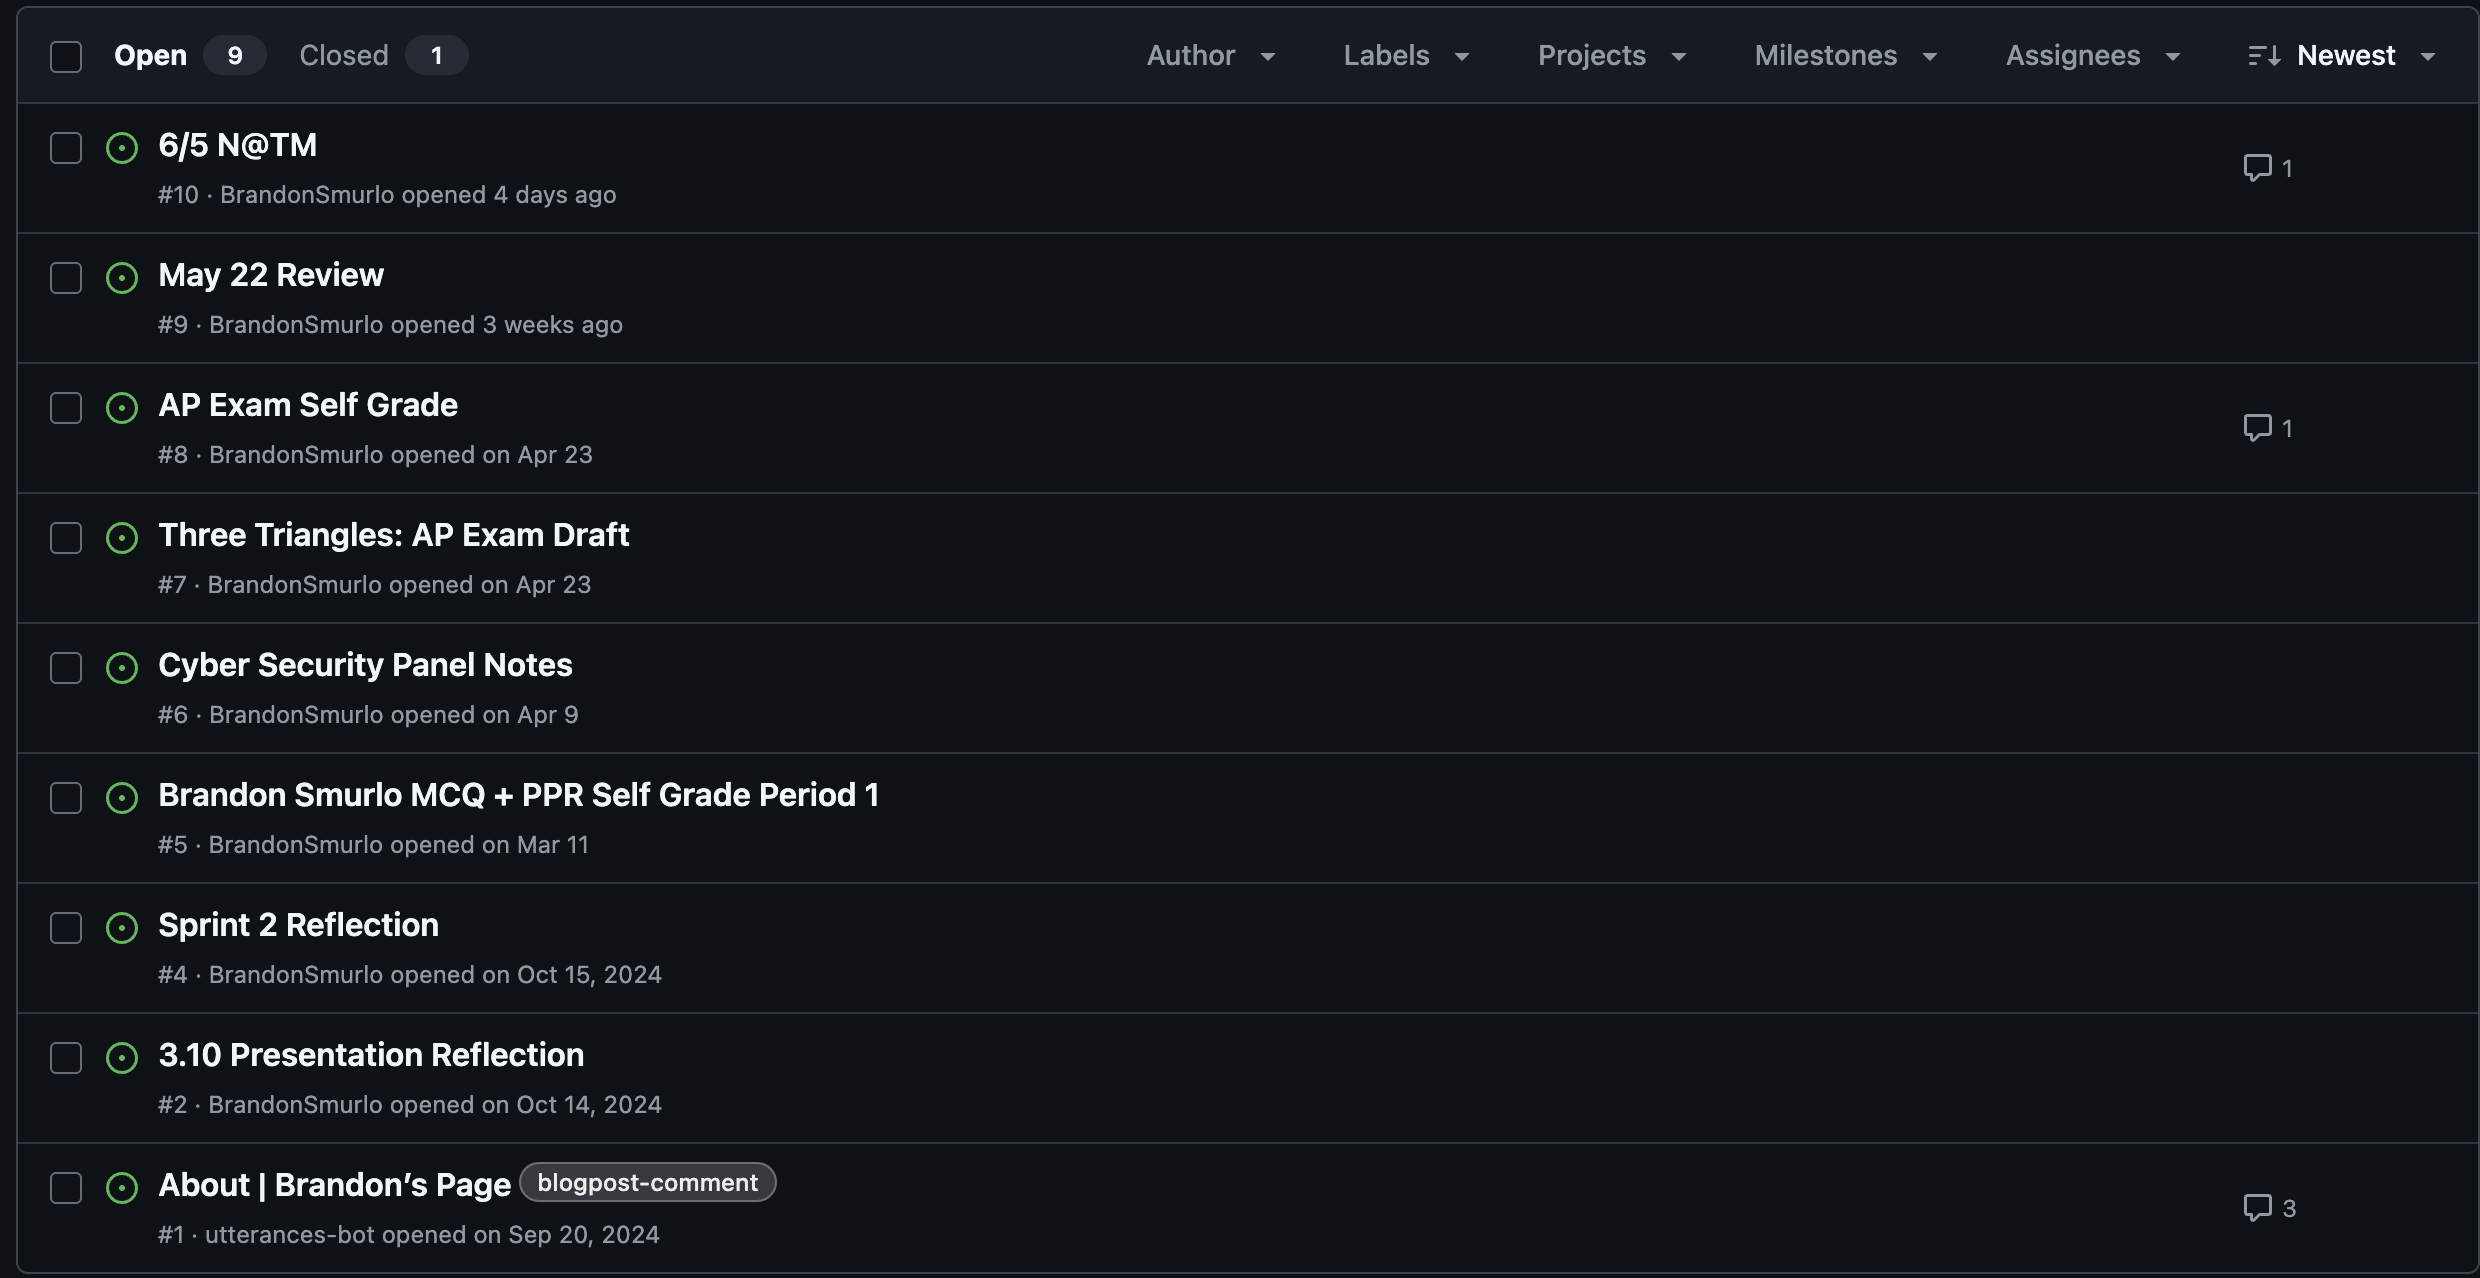 Open 9 Closed 1 Author Labels Projects Milestones Assignees Newest
6/5 N@TM
#10 · BrandonSmurlo opened 4 days ago
1
May 22 Review
#9 · BrandonSmurlo opened 3 weeks ago
AP Exam Self Grade
#8 · BrandonSmurlo opened on Apr 23
1
Three Triangles: AP Exam Draft
#7 · BrandonSmurlo opened on Apr 23
Cyber Security Panel Notes
#6 · BrandonSmurlo opened on Apr 9
Brandon Smurlo MCQ + PPR Self Grade Period 1
#5 · BrandonSmurlo opened on Mar 11
Sprint 2 Reflection
#4 · BrandonSmurlo opened on Oct 15, 2024
3.10 Presentation Reflection
#2 · BrandonSmurlo opened on Oct 14, 2024
About | Brandon’s Page blogpost-comment
#1 · utterances-bot opened on Sep 20, 2024
3